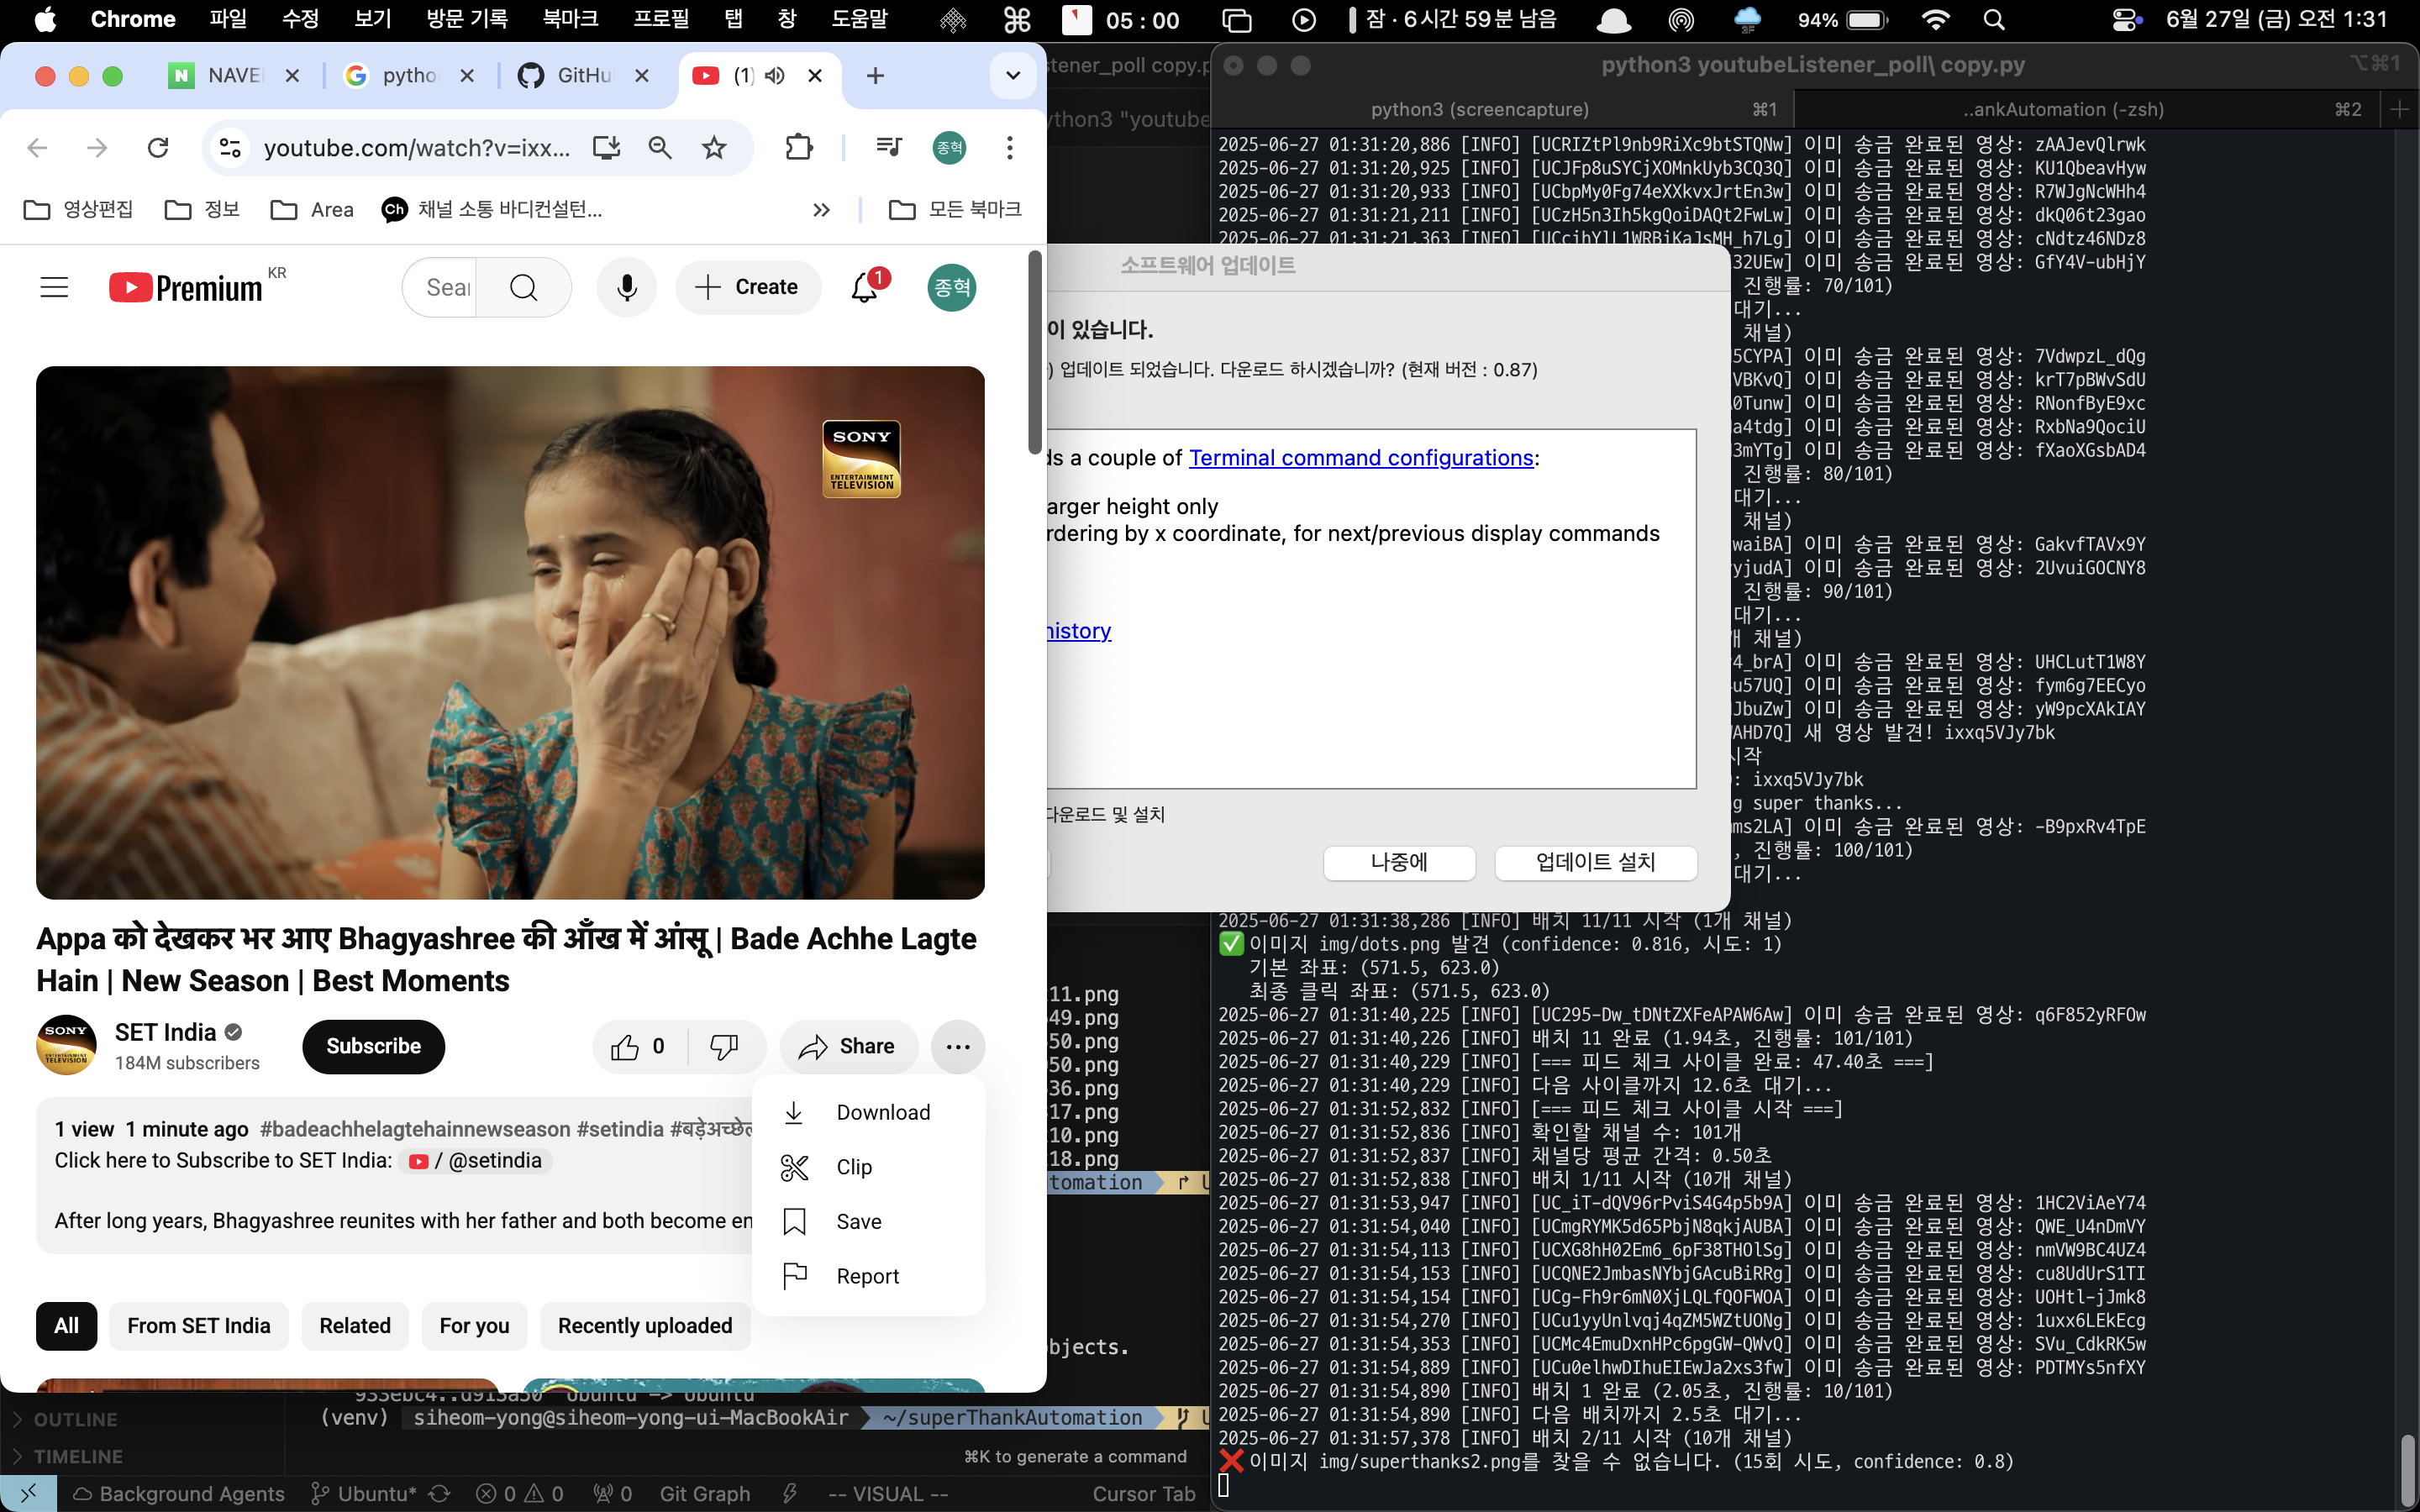 Chrome 파일 수정 보기 방문 기록 북마크 프로필 탭 창 도움말 05 : 00 잠 · 6시간 59분 남음 3F 94% 6월 27일 (금) 오전 1:31
NAVE pytho GitHu (1)
youtube.com/watch?v=ixx... 종혁
영상편집 정보 Area Ch 채널 소통 바디컨설턴... 모든 북마크
Premium KR Sear Create 1 종혁
SONY
ENTERTAINMENT
TELEVISION
Appa को देखकर भर आए Bhagyashree की आँख में आंसू | Bade Achhe Lagte
Hain | New Season | Best Moments
SONY
SET India
184M subscribers
Subscribe
0
Share
Download
Clip
Save
Report
1 view 1 minute ago #badeachhelagtehainnewseason #setindia
Click here to Subscribe to SET India: / @setindia
After long years, Bhagyashree reunites with her father and both become en
All From SET India Related For you Recently uploaded
stener_poll copy.p
ython3 "youtube
소프트웨어 업데이트
이 있습니다.
) 업데이트 되었습니다. 다운로드 하시겠습니까? (현재 버전 : 0.87)
ds a couple of Terminal command configurations:
arger height only
rdering by x coordinate, for next/previous display commands
history
다운로드 및 설치
나중에 업데이트 설치
11.png
49.png
50.png
50.png
36.png
17.png
10.png
18.png
tomation
bjects.
933ebc4..d913a50 Ubuntu -> Ubuntu
(venv) siheom-yong@siheom-yong-ui-MacBookAir ~/superThankAutomation
⌘K to generate a command
OUTLINE
TIMELINE
Background Agents Ubuntu* 0 0 0 Git Graph -- VISUAL -- Cursor Tab
python3 youtubeListener_poll\ copy.py ⌥⌘1
python3 (screencapture) ⌘1 ..ankAutomation (-zsh) ⌘2
2025-06-27 01:31:20,886 [INFO] [UCRIZtPl9nb9RiXc9btSTQNw] 이미 송금 완료된 영상: zAAJevQlrwk
2025-06-27 01:31:20,925 [INFO] [UCJFp8uSYCjXOMnkUyb3CQ3Q] 이미 송금 완료된 영상: KU1QbeavHyw
2025-06-27 01:31:20,933 [INFO] [UCbpMy0Fg74eXXkvxJrtEn3w] 이미 송금 완료된 영상: R7WJgNcWHh4
2025-06-27 01:31:21,211 [INFO] [UCzH5n3Ih5kgQoiDAQt2FwLw] 이미 송금 완료된 영상: dkQ06t23gao
2025-06-27 01:31:21,363 [INFO] [UCcjhYlL1WRBjKaJsMH_h7Lg] 이미 송금 완료된 영상: cNdtz46NDz8
32UEw] 이미 송금 완료된 영상: GfY4V-ubHjY
진행률: 70/101)
대기...
채널)
5CYPA] 이미 송금 완료된 영상: 7VdwpzL_dQg
VBKvQ] 이미 송금 완료된 영상: krT7pBWvSdU
0Tunw] 이미 송금 완료된 영상: RNonfByE9xc
a4tdg] 이미 송금 완료된 영상: RxbNa9QociU
3mYTg] 이미 송금 완료된 영상: fXaoXGsbAD4
진행률: 80/101)
대기...
채널)
waiBA] 이미 송금 완료된 영상: GakvfTAVx9Y
yjudA] 이미 송금 완료된 영상: 2UvuiGOCNY8
진행률: 90/101)
대기...
개 채널)
4_brA] 이미 송금 완료된 영상: UHCLutT1W8Y
u57UQ] 이미 송금 완료된 영상: fym6g7EECyo
JbuZw] 이미 송금 완료된 영상: yW9pcXAkIAY
AHD7Q] 새 영상 발견! ixxq5VJy7bk
시작
: ixxq5VJy7bk
g super thanks...
ms2LA] 이미 송금 완료된 영상: -B9pxRv4TpE
, 진행률: 100/101)
대기...
2025-06-27 01:31:38,286 [INFO] 배치 11/11 시작 (1개 채널)
✅이미지 img/dots.png 발견 (confidence: 0.816, 시도: 1)
기본 좌표: (571.5, 623.0)
최종 클릭 좌표: (571.5, 623.0)
2025-06-27 01:31:40,225 [INFO] [UC295-Dw_tDNtZXFeAPAW6Aw] 이미 송금 완료된 영상: q6F852yRFOw
2025-06-27 01:31:40,226 [INFO] 배치 11 완료 (1.94초, 진행률: 101/101)
2025-06-27 01:31:40,229 [INFO] [=== 피드 체크 사이클 완료: 47.40초 ===]
2025-06-27 01:31:40,229 [INFO] 다음 사이클까지 12.6초 대기...
2025-06-27 01:31:52,832 [INFO] [=== 피드 체크 사이클 시작 ===]
2025-06-27 01:31:52,836 [INFO] 확인할 채널 수: 101개
2025-06-27 01:31:52,837 [INFO] 채널당 평균 간격: 0.50초
2025-06-27 01:31:52,838 [INFO] 배치 1/11 시작 (10개 채널)
2025-06-27 01:31:53,947 [INFO] [UC_iT-dQV96rPviS4G4p5b9A] 이미 송금 완료된 영상: 1HC2ViAeY74
2025-06-27 01:31:54,040 [INFO] [UCmgRYMK5d65PbjN8qkjAUBA] 이미 송금 완료된 영상: QWE_U4nDmVY
2025-06-27 01:31:54,113 [INFO] [UCXG8hH02Em6_6pF38THOlSg] 이미 송금 완료된 영상: nmVW9BC4UZ4
2025-06-27 01:31:54,153 [INFO] [UCQNE2JmbasNYbjGAcuBiRRg] 이미 송금 완료된 영상: cu8UdUrS1TI
2025-06-27 01:31:54,154 [INFO] [UCg-Fh9r6mN0XjLQLfQOFWOA] 이미 송금 완료된 영상: UOHtl-jJmk8
2025-06-27 01:31:54,270 [INFO] [UCu1yyUnlvqj4qZM5WZtUONg] 이미 송금 완료된 영상: 1uxx6LEkEcg
2025-06-27 01:31:54,353 [INFO] [UCMc4EmuDxnHPc6pgGW-QWvQ] 이미 송금 완료된 영상: SVu_CdkRK5w
2025-06-27 01:31:54,889 [INFO] [UCu0elhwDIhuEIEwJa2xs3fw] 이미 송금 완료된 영상: PDTMYs5nfXY
2025-06-27 01:31:54,890 [INFO] 배치 1 완료 (2.05초, 진행률: 10/101)
2025-06-27 01:31:54,890 [INFO] 다음 배치까지 2.5초 대기...
2025-06-27 01:31:57,378 [INFO] 배치 2/11 시작 (10개 채널)
❌이미지 img/superthanks2.png를 찾을 수 없습니다. (15회 시도, confidence: 0.8)